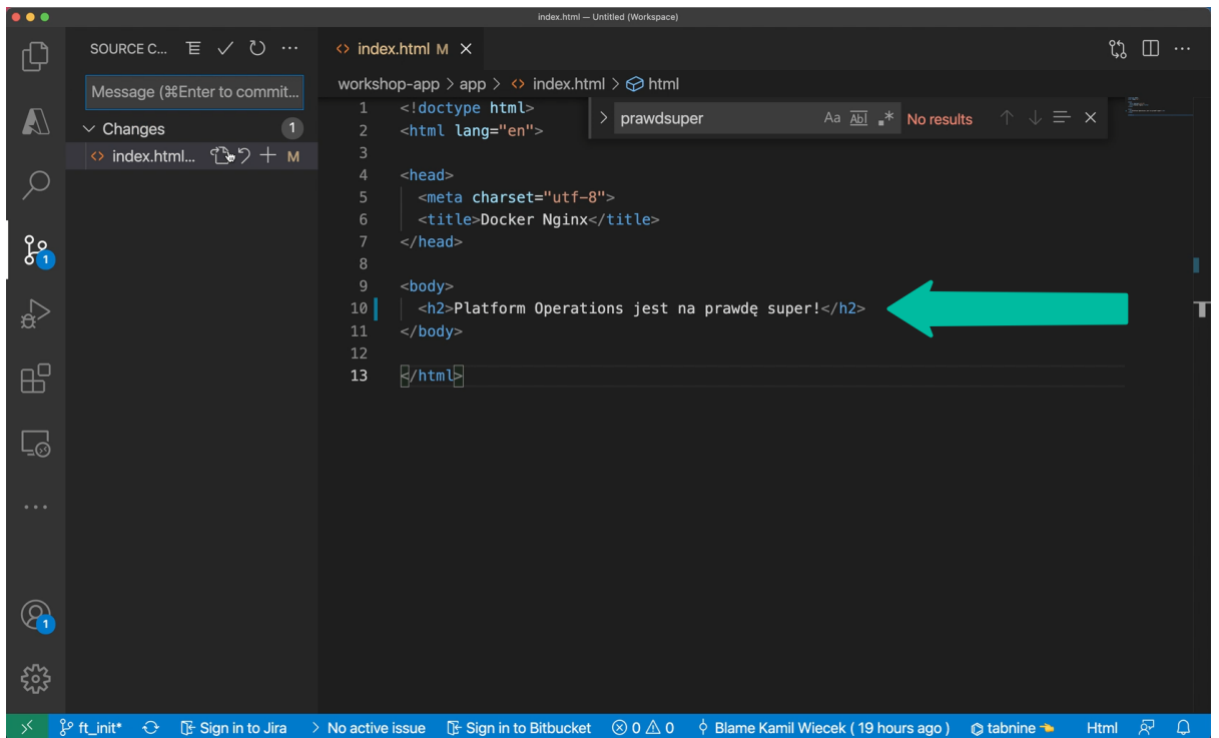 index.html — Untitled (Workspace)
SOURCE C...
index.html M
Message (⌘Enter to commit...
workshop-app > app > index.html > html
prawdsuper
Aa Abl .* No results
Changes 1
index.html... M
1 <!doctype html>
2 <html lang="en">
3
4 <head>
5 <meta charset="utf-8">
6 <title>Docker Nginx</title>
7 </head>
8
9 <body>
10 <h2>Platform Operations jest na prawdę super!</h2>
11 </body>
12
13 </html>
1
1
ft_init* Sign in to Jira > No active issue Sign in to Bitbucket 0 0 Blame Kamil Wiecek ( 19 hours ago ) tabnine Html